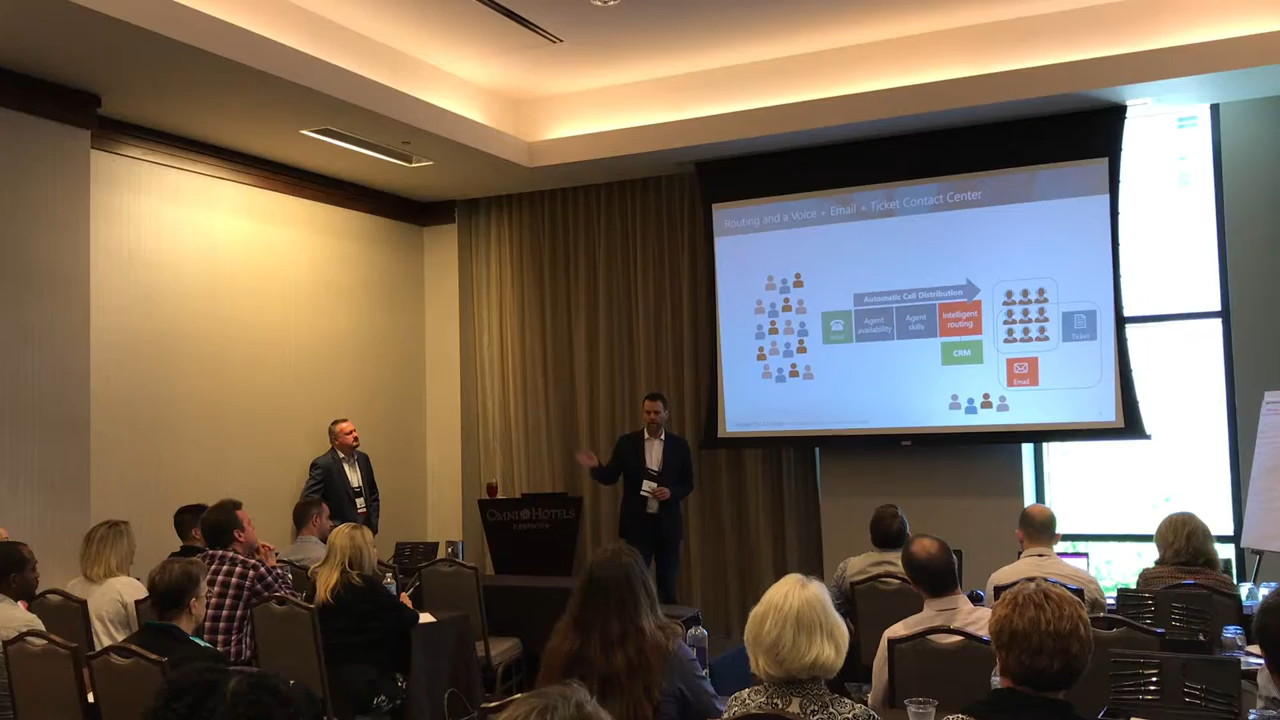 Routing and a Voice + Email + Ticket Contact Center
Automatic Call Distribution
Agent availability
Agent skills
Intelligent routing
CRM
Ticket
Email
OMNI HOTELS